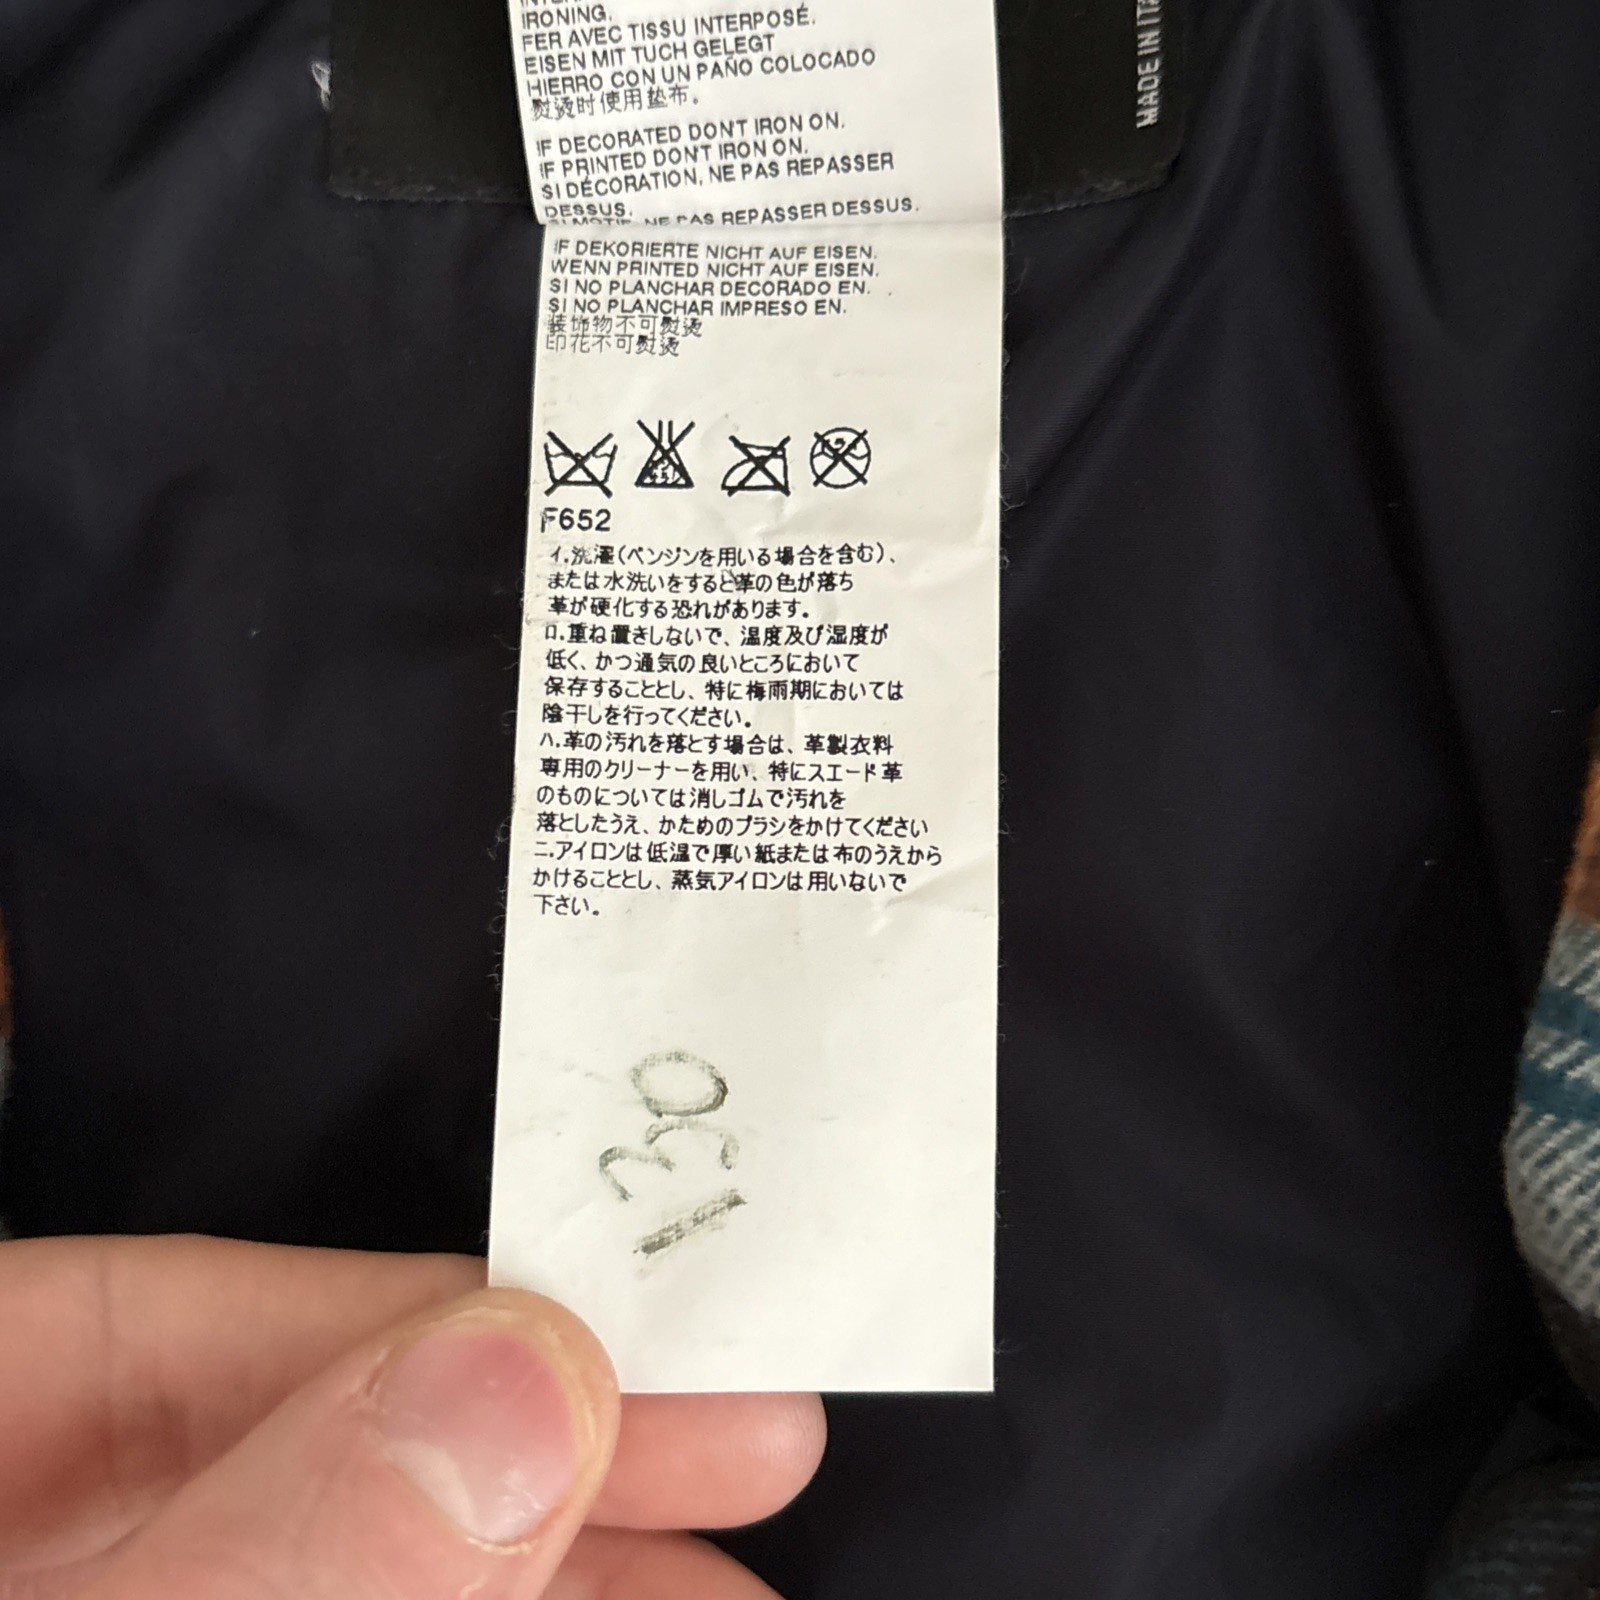 IRONING.
FER AVEC TISSU INTERPOSÉ.
EISEN MIT TUCH GELEGT
HIERRO CON UN PAÑO COLOCADO
熨烫时使用垫布。
IF DECORATED DON'T IRON ON.
IF PRINTED DON'T IRON ON.
SI DÉCORATION, NE PAS REPASSER
DESSUS.
SI MOTIF NE PAS REPASSER DESSUS.
IF DEKORIERTE NICHT AUF EISEN.
WENN PRINTED NICHT AUF EISEN.
SI NO PLANCHAR DECORADO EN.
SI NO PLANCHAR IMPRESO EN.
装饰物不可熨烫
印花不可熨烫
F652
イ.洗濯(ベンジンを用いる場合を含む)、
または水洗いをすると革の色が落ち
革が硬化する恐れがあります。
ロ.重ね置きしないで、温度及び湿度が
低く、かつ通気の良いところにおいて
保存することとし、特に梅雨期においては
陰干しを行ってください。
ハ.革の汚れを落とす場合は、革製衣料
専用のクリーナーを用い、特にスエード革
のものについては消しゴムで汚れを
落としたうえ、かためのブラシをかけてください
ニ.アイロンは低温で厚い紙または布のうえから
かけることとし、蒸気アイロンは用いないで
下さい。
130
MADE IN